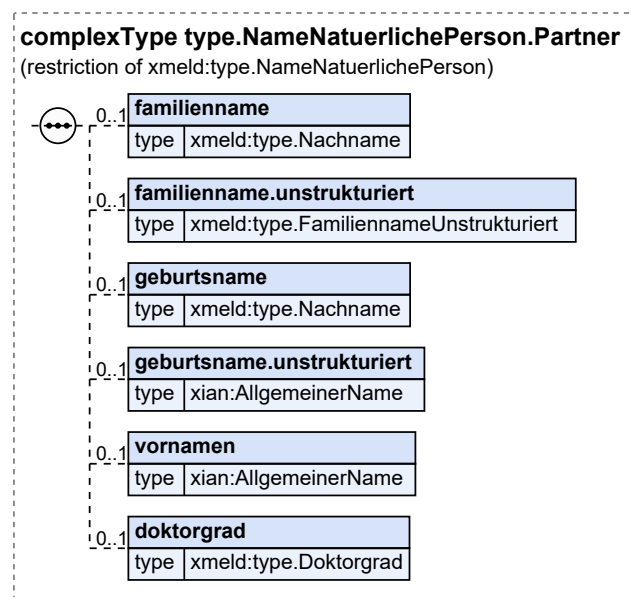 complexType type.NameNatuerlichePerson.Partner
(restriction of xmeld:type.NameNatuerlichePerson)
0..1 familienname
type xmeld:type.Nachname
0..1 familienname.unstrukturiert
type xmeld:type.FamiliennameUnstrukturiert
0..1 geburtsname
type xmeld:type.Nachname
0..1 geburtsname.unstrukturiert
type xian:AllgemeinerName
0..1 vornamen
type xian:AllgemeinerName
0..1 doktorgrad
type xmeld:type.Doktorgrad